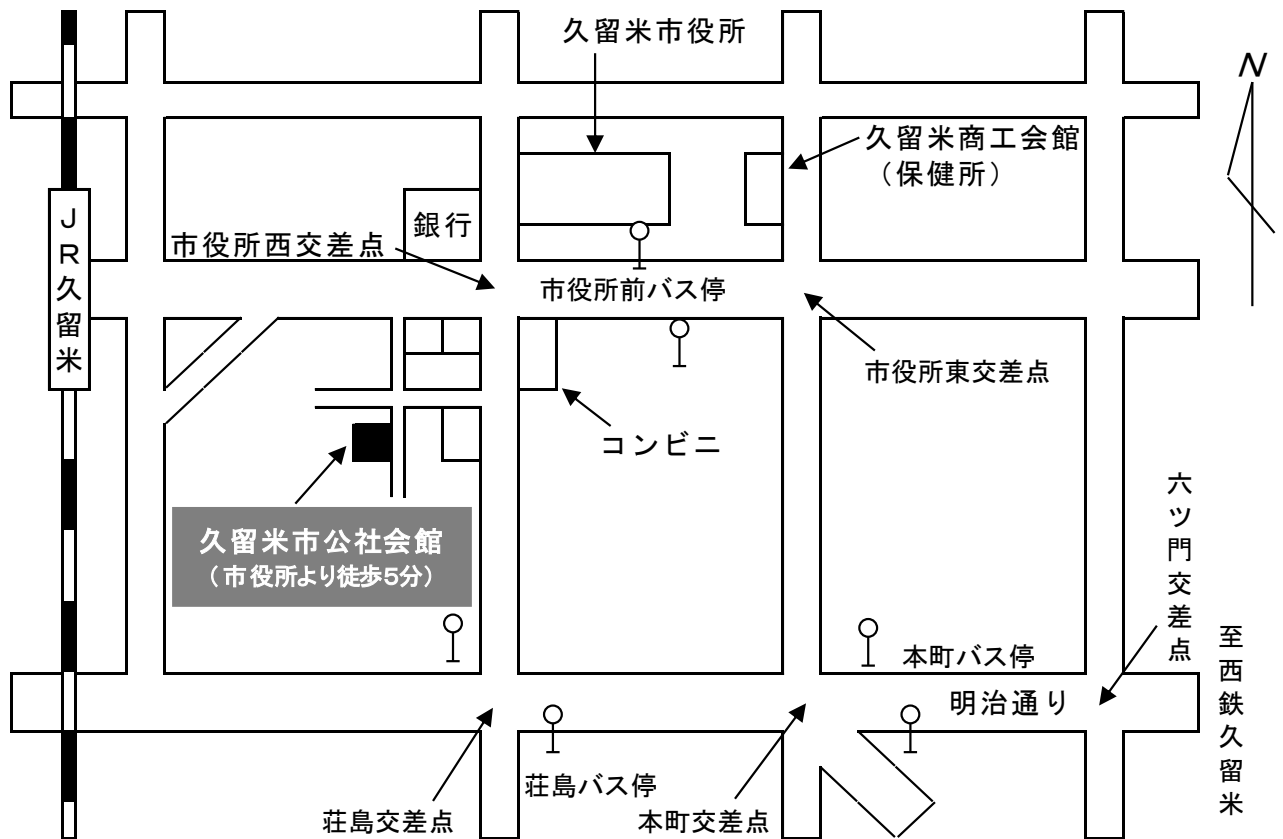 久留米市役所
N
久留米商工会館
(保健所)
銀行
市役所西交差点
JR久留米
市役所前バス停
市役所東交差点
コンビニ
久留米市公社会館
(市役所より徒歩5分)
六ツ門交差点
至西鉄久留米
本町バス停
明治通り
荘島バス停
荘島交差点
本町交差点